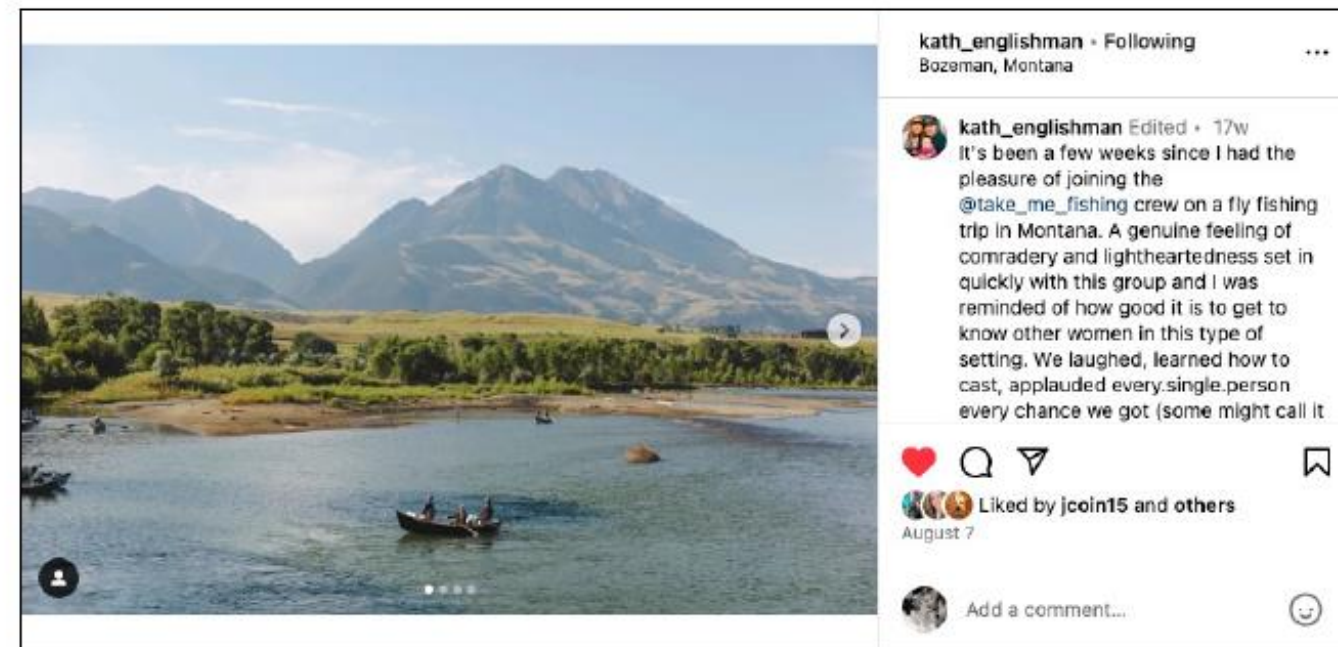 kath_englishman • Following
Bozeman, Montana
kath_englishman Edited • 17w
It's been a few weeks since I had the
pleasure of joining the
@take_me_fishing crew on a fly fishing
trip in Montana. A genuine feeling of
comradery and lightheartedness set in
quickly with this group and I was
reminded of how good it is to get to
know other women in this type of
setting. We laughed, learned how to
cast, applauded every.single.person
every chance we got (some might call it
Liked by jcoin15 and others
August 7
Add a comment...